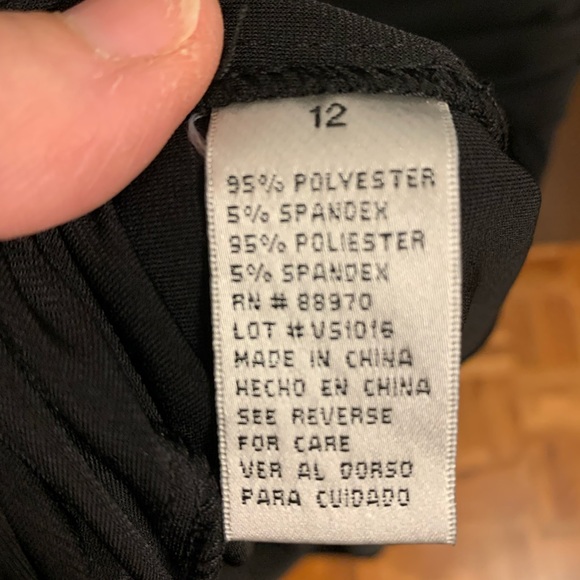 12
95% POLYESTER
5% SPANDEX
95% POLIESTER
5% SPANDEX
RN # 88970
LOT # VS1016
MADE IN CHINA
HECHO EN CHINA
SEE REVERSE
FOR CARE
VER AL DORSO
PARA CUIDADO